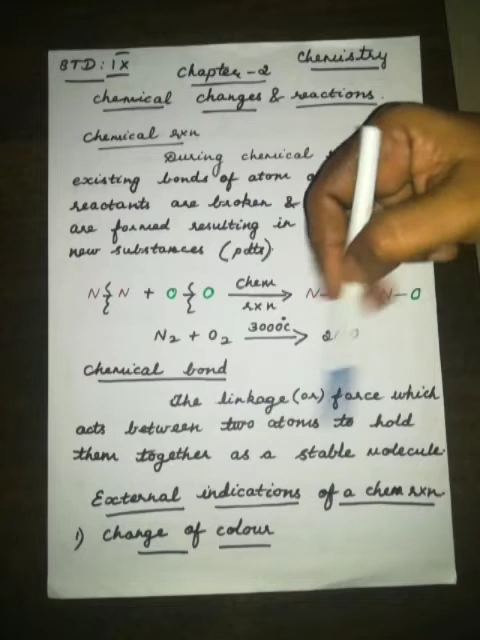 STD: IX
Chapter-2
Chemistry
Chemical changes & reactions.
Chemical rxn
During chemical
existing bonds of atom
reactants are broken &
are formed resulting in
new substances (pdts)
N N + O O chem rxn N- N-O
N2 + O2 3000°C 2
Chemical bond
The linkage (or) force which
acts between two atoms to hold
them together as a stable molecule.
External indications of a chem rxn
1) change of colour